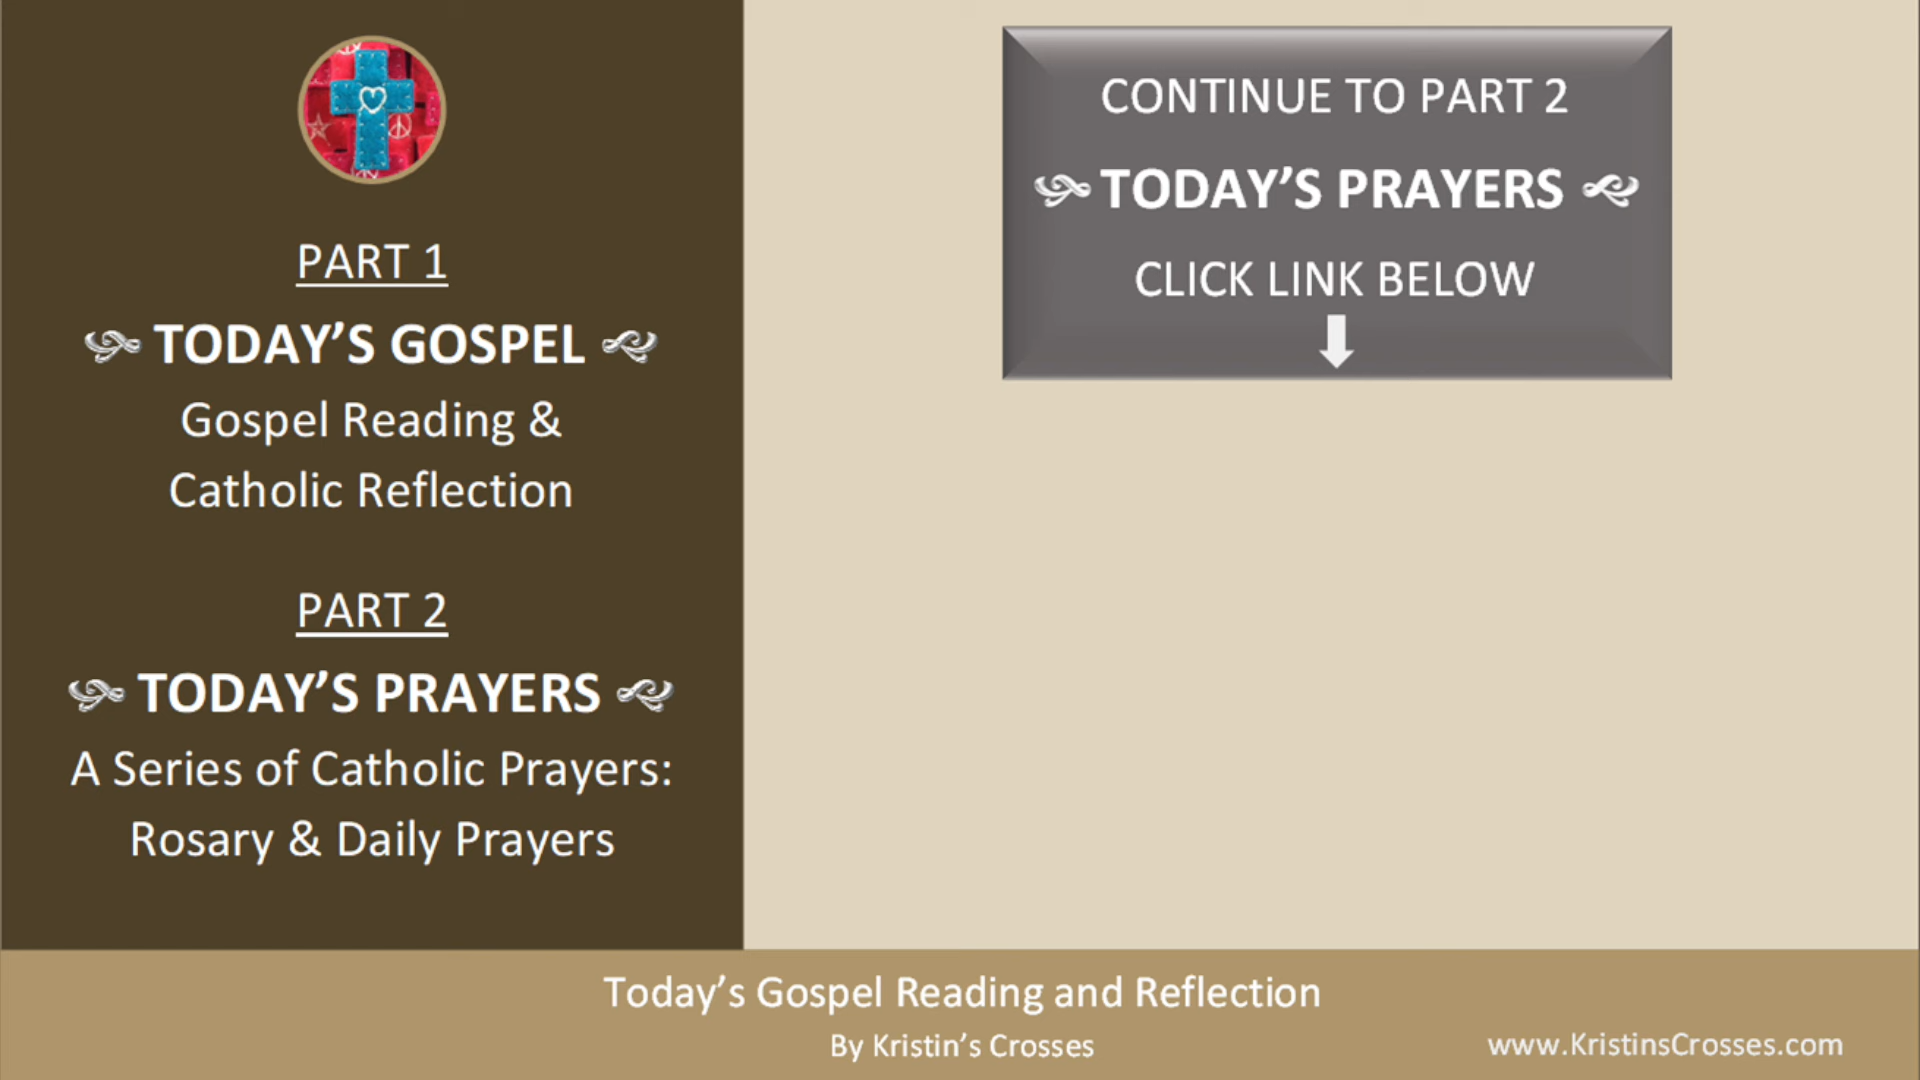 PART 1
TODAY’S GOSPEL
Gospel Reading &
Catholic Reflection
PART 2
TODAY’S PRAYERS
A Series of Catholic Prayers:
Rosary & Daily Prayers
CONTINUE TO PART 2
TODAY’S PRAYERS
CLICK LINK BELOW
Today’s Gospel Reading and Reflection
By Kristin’s Crosses
www.KristinsCrosses.com